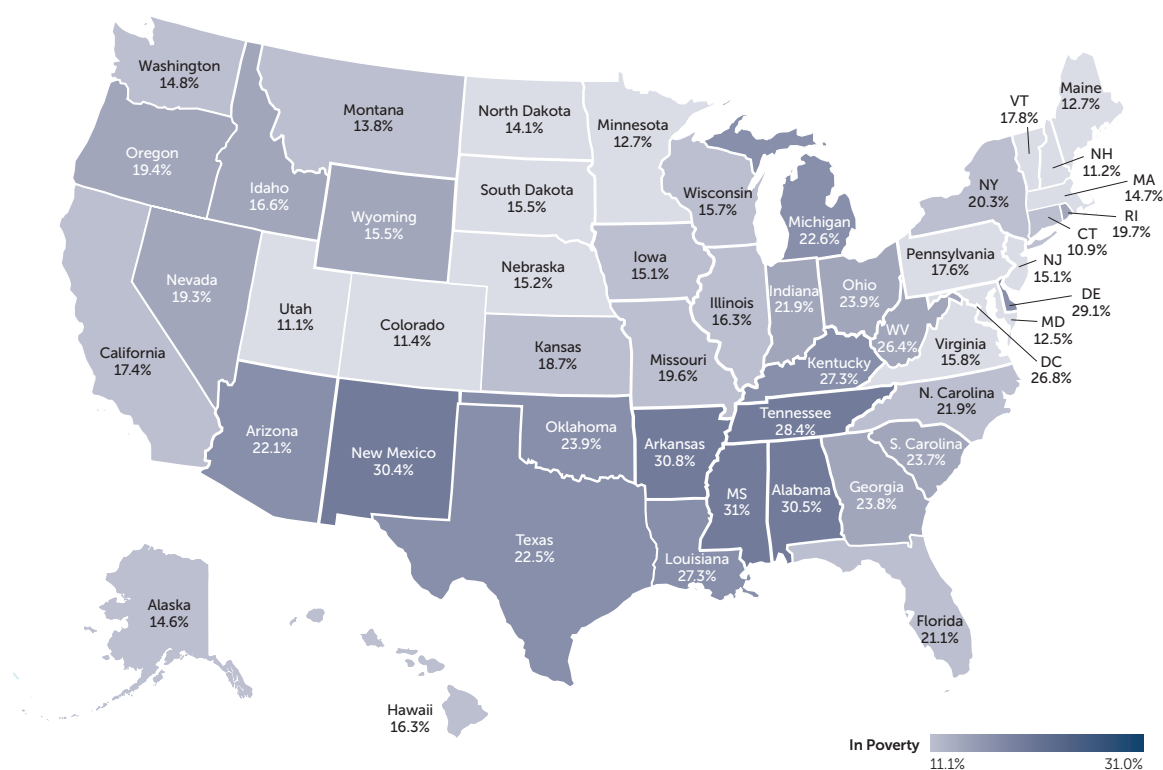 Washington
14.8%
Montana
13.8%
North Dakota
14.1%
Minnesota
12.7%
VT
17.8%
Maine
12.7%
Oregon
19.4%
Idaho
16.6%
Wyoming
15.5%
South Dakota
15.5%
Wisconsin
15.7%
Michigan
22.6%
NY
20.3%
NH
11.2%
MA
14.7%
RI
19.7%
CT
10.9%
NJ
15.1%
Nevada
19.3%
Utah
11.1%
Colorado
11.4%
Nebraska
15.2%
Iowa
15.1%
Illinois
16.3%
Indiana
21.9%
Ohio
23.9%
Pennsylvania
17.6%
DE
29.1%
MD
12.5%
DC
26.8%
California
17.4%
Kansas
18.7%
Missouri
19.6%
Kentucky
27.3%
WV
26.4%
Virginia
15.8%
N. Carolina
21.9%
Arizona
22.1%
New Mexico
30.4%
Oklahoma
23.9%
Arkansas
30.8%
Tennessee
28.4%
S. Carolina
23.7%
MS
31%
Alabama
30.5%
Georgia
23.8%
Texas
22.5%
Louisiana
27.3%
Florida
21.1%
Alaska
14.6%
Hawaii
16.3%
In Poverty
11.1%
31.0%